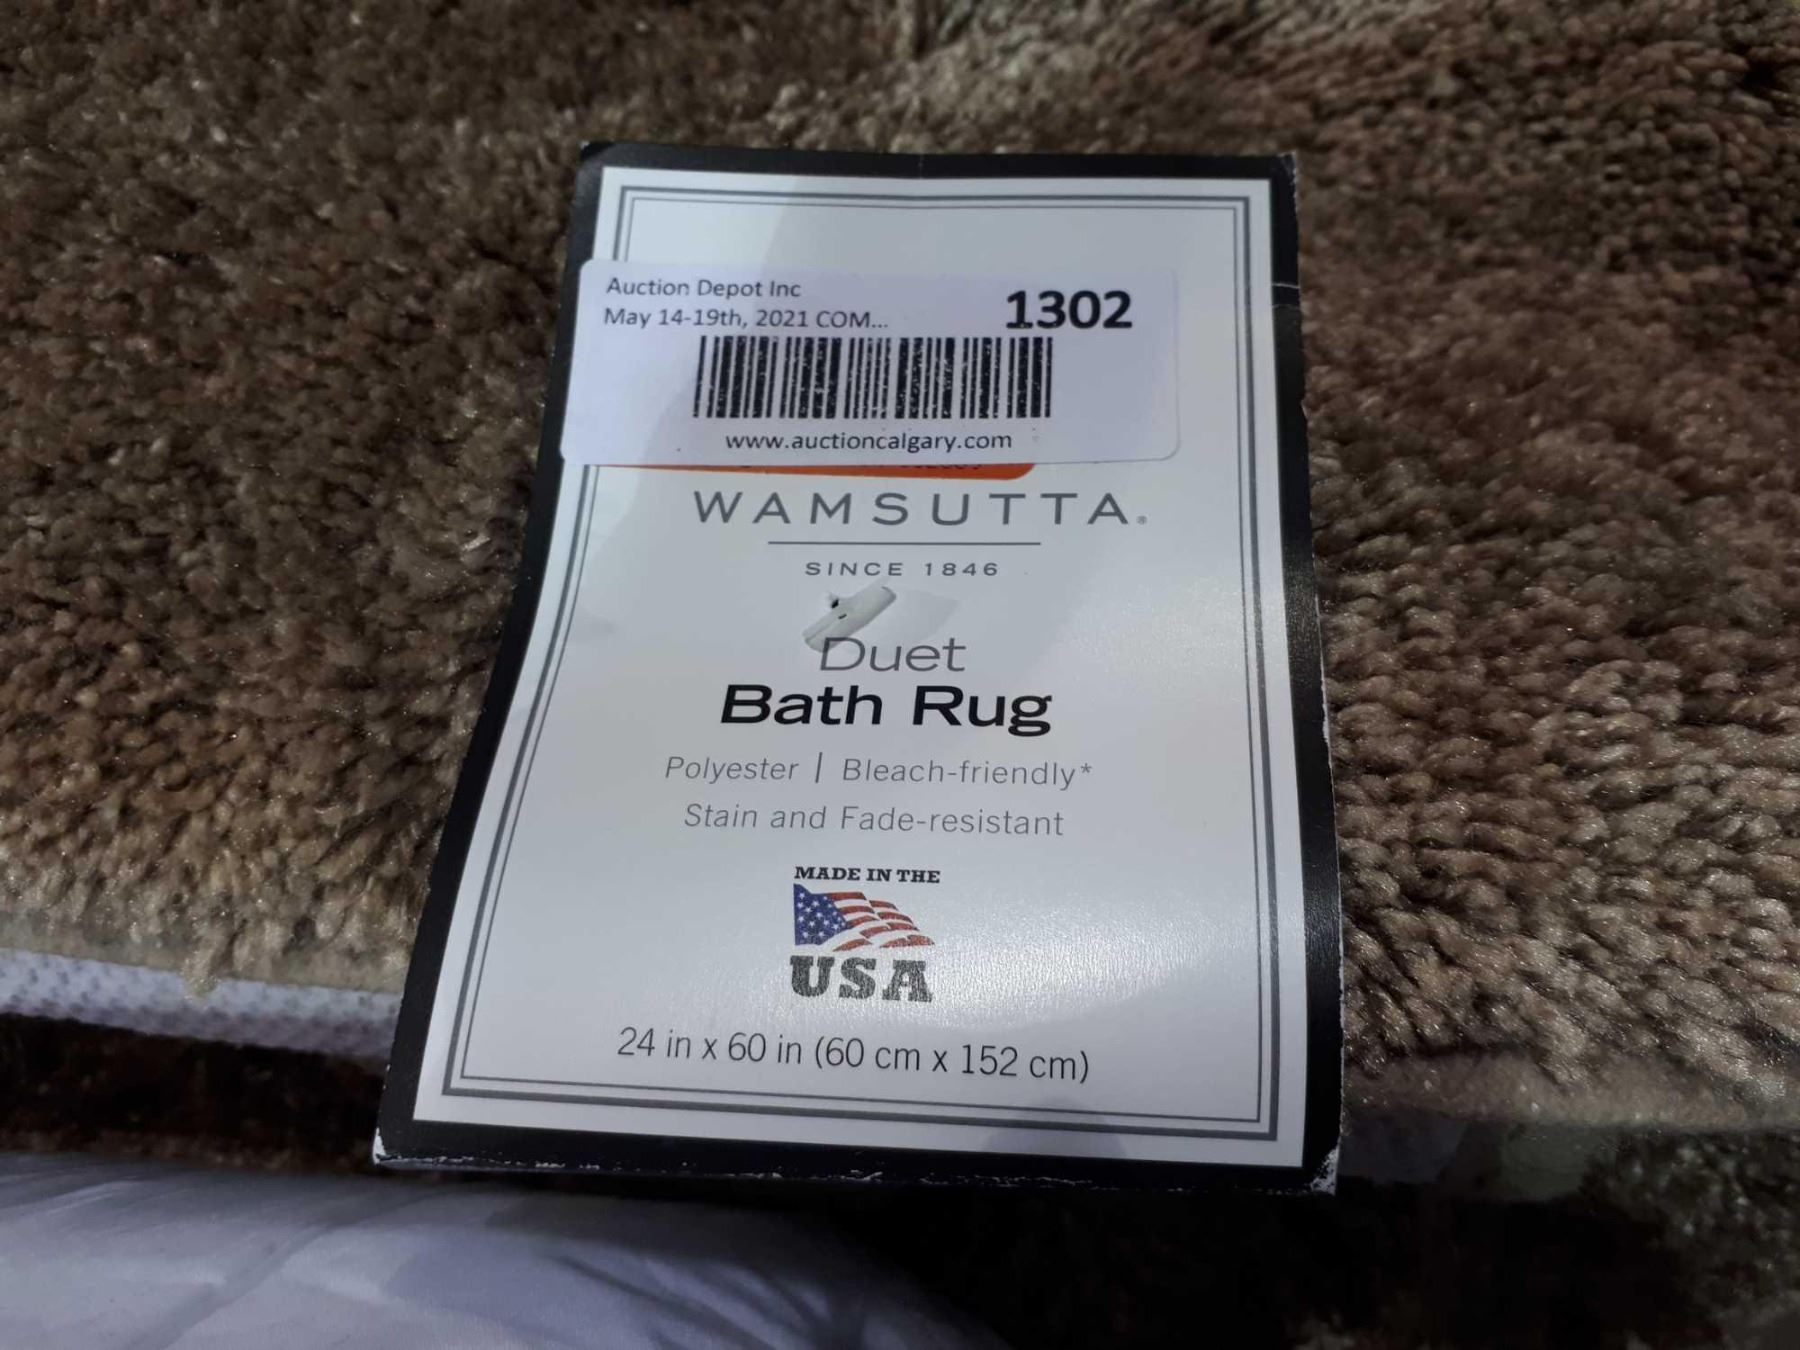 Auction Depot Inc
May 14-19th, 2021 COM...
1302
www.auctioncalgary.com
WAMSUTTA®
SINCE 1846
Duet
Bath Rug
Polyester | Bleach-friendly*
Stain and Fade-resistant
MADE IN THE
USA
24 in x 60 in (60 cm x 152 cm)